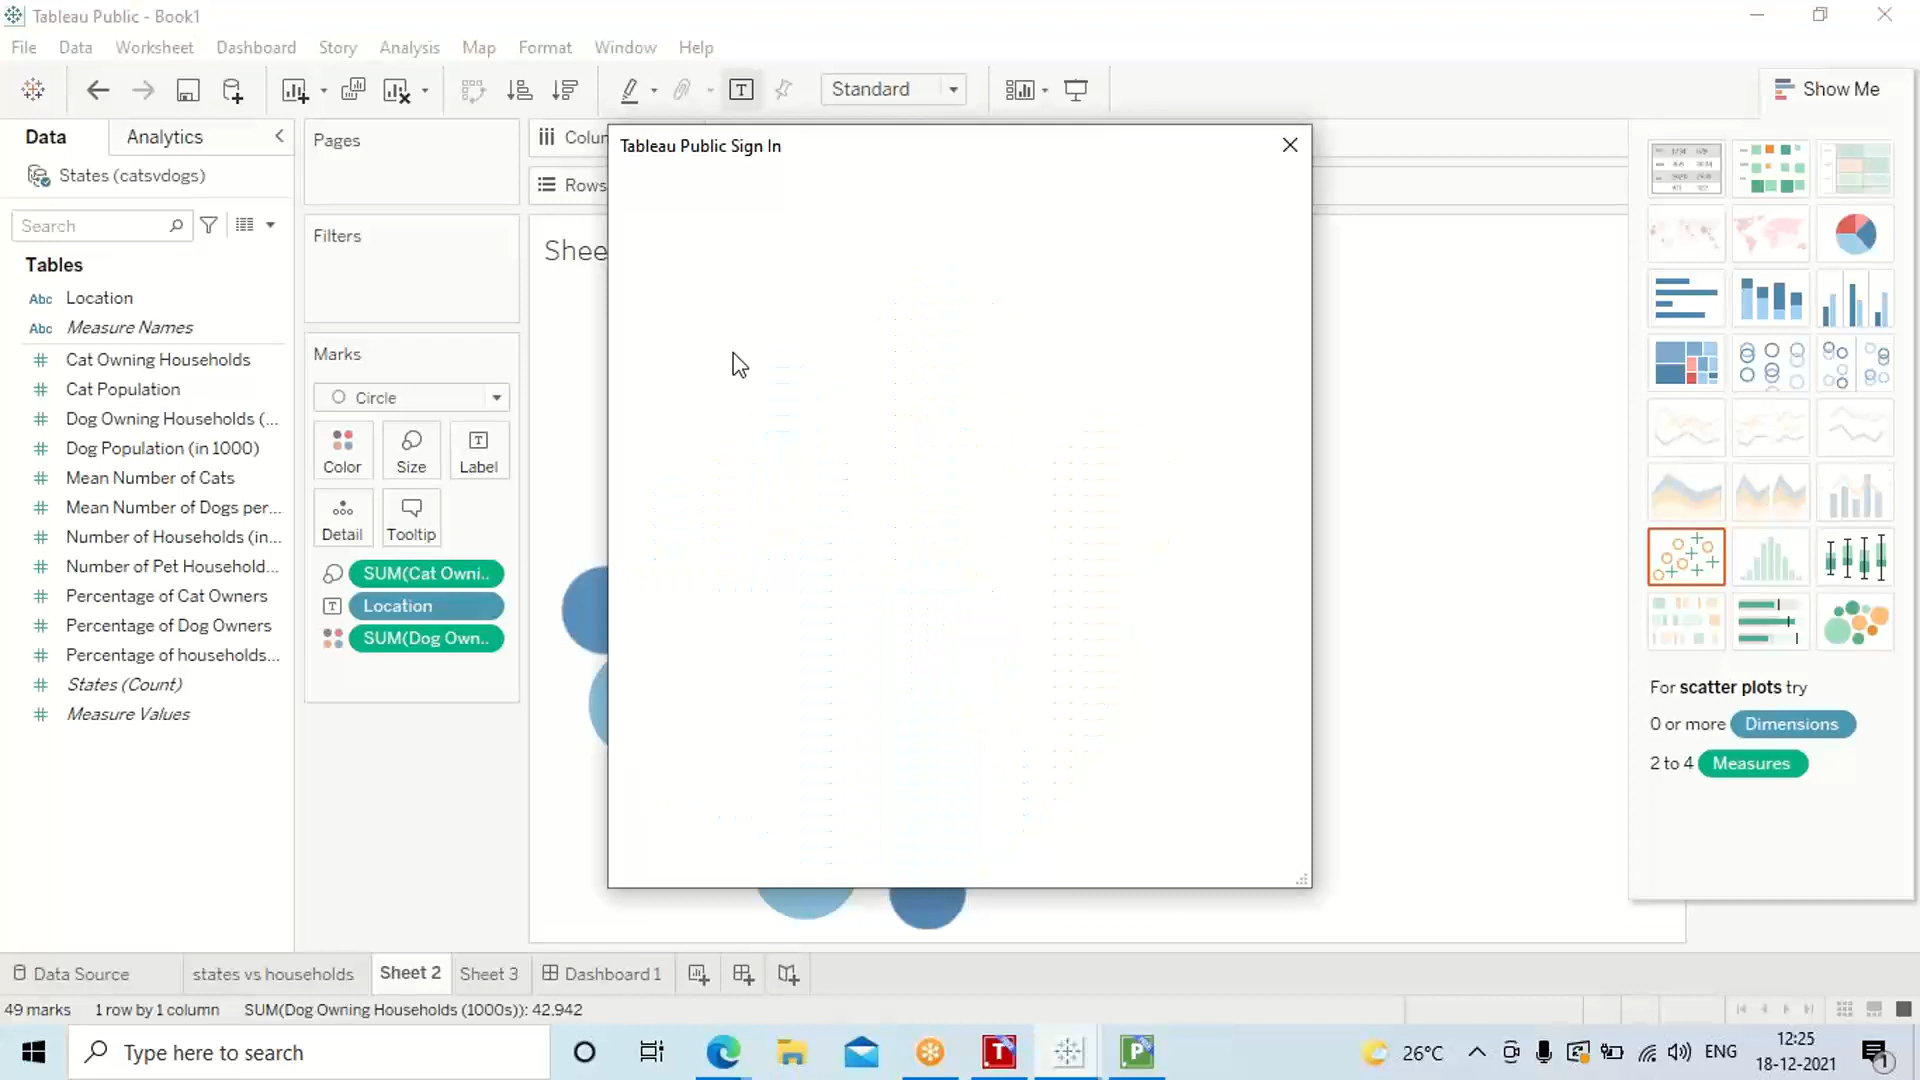 Tableau Public - Book1
File Data Worksheet Dashboard Story Analysis Map Format Window Help
Standard
Show Me
Data Analytics
States (catsvdogs)
Search
Tables
Abc Location
Abc Measure Names
Cat Owning Households
Cat Population
Dog Owning Households (...
Dog Population (in 1000)
Mean Number of Cats
Mean Number of Dogs per...
Number of Households (in...
Number of Pet Household...
Percentage of Cat Owners
Percentage of Dog Owners
Percentage of households...
States (Count)
Measure Values
Pages
Filters
Marks
Circle
Color Size Label
Detail Tooltip
SUM(Cat Owni..
Location
SUM(Dog Own..
Colun
Rows
Shee
Tableau Public Sign In
For scatter plots try
0 or more Dimensions
2 to 4 Measures
Data Source states vs households Sheet 2 Sheet 3 Dashboard 1
49 marks 1 row by 1 column SUM(Dog Owning Households (1000s)): 42.942
Type here to search
26°C ENG
12:25
18-12-2021
1